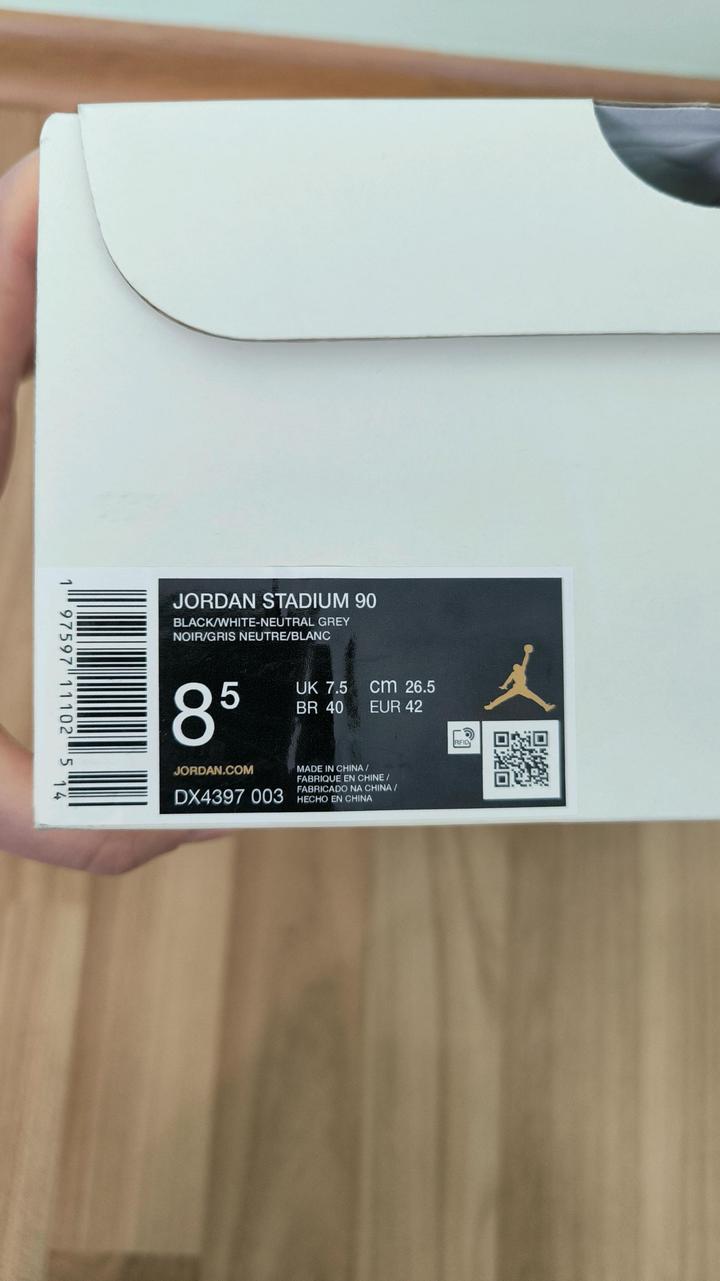 JORDAN STADIUM 90
BLACK/WHITE-NEUTRAL GREY
NOIR/GRIS NEUTRE/BLANC
8⁵
UK 7.5 cm 26.5
BR 40 EUR 42
RFID
JORDAN.COM
DX4397 003
MADE IN CHINA /
FABRIQUE EN CHINE /
FABRICADO NA CHINA /
HECHO EN CHINA
1 97597 11102 5 14